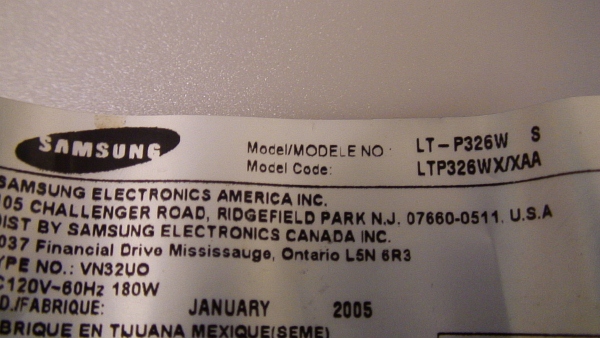 SAMSUNG
Model/MODELE NO : LT-P326W S
Model Code: LTP326WX/XAA
SAMSUNG ELECTRONICS AMERICA INC.
105 CHALLENGER ROAD, RIDGEFIELD PARK N.J. 07660-0511. U.S.A
DIST BY SAMSUNG ELECTRONICS CANADA INC.
037 Financial Drive Mississauge, Ontario L5N 6R3
YPE NO.: VN32UO
C120V~60Hz 180W
D./FABRIQUE: JANUARY 2005
ABRIQUE EN TIJUANA MEXIQUE(SEME)